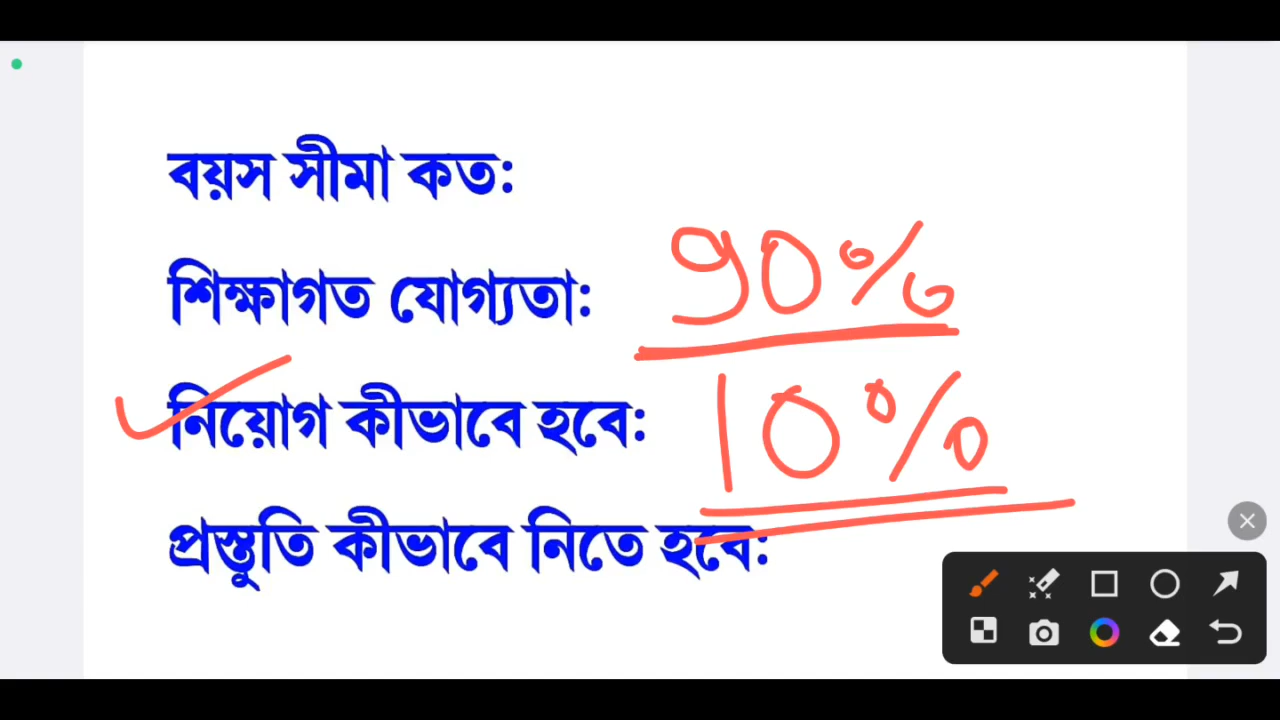 বয়স সীমা কত:
শিক্ষাগত যোগ্যতা:
90%
নিয়োগ কীভাবে হবে:
10%
প্রস্তুতি কীভাবে নিতে হবে: